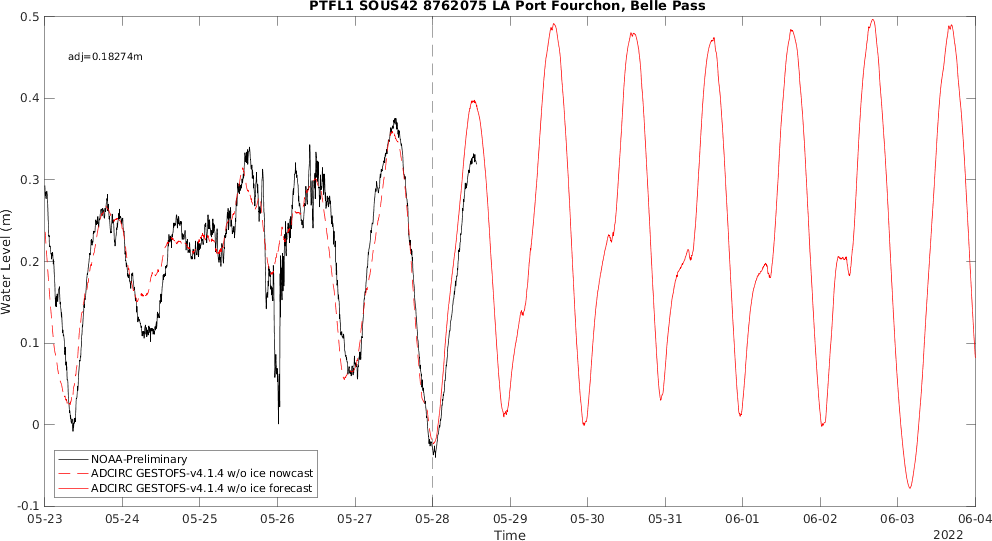 PTFL1 SOUS42 8762075 LA Port Fourchon, Belle Pass
adj=0.18274m
0.5
0.4
0.3
0.2
0.1
0
-0.1
Water Level (m)
NOAA-Preliminary
ADCIRC GESTOFS-v4.1.4 w/o ice nowcast
ADCIRC GESTOFS-v4.1.4 w/o ice forecast
05-23 05-24 05-25 05-26 05-27 05-28 05-29 05-30 05-31 06-01 06-02 06-03 06-04
Time
2022